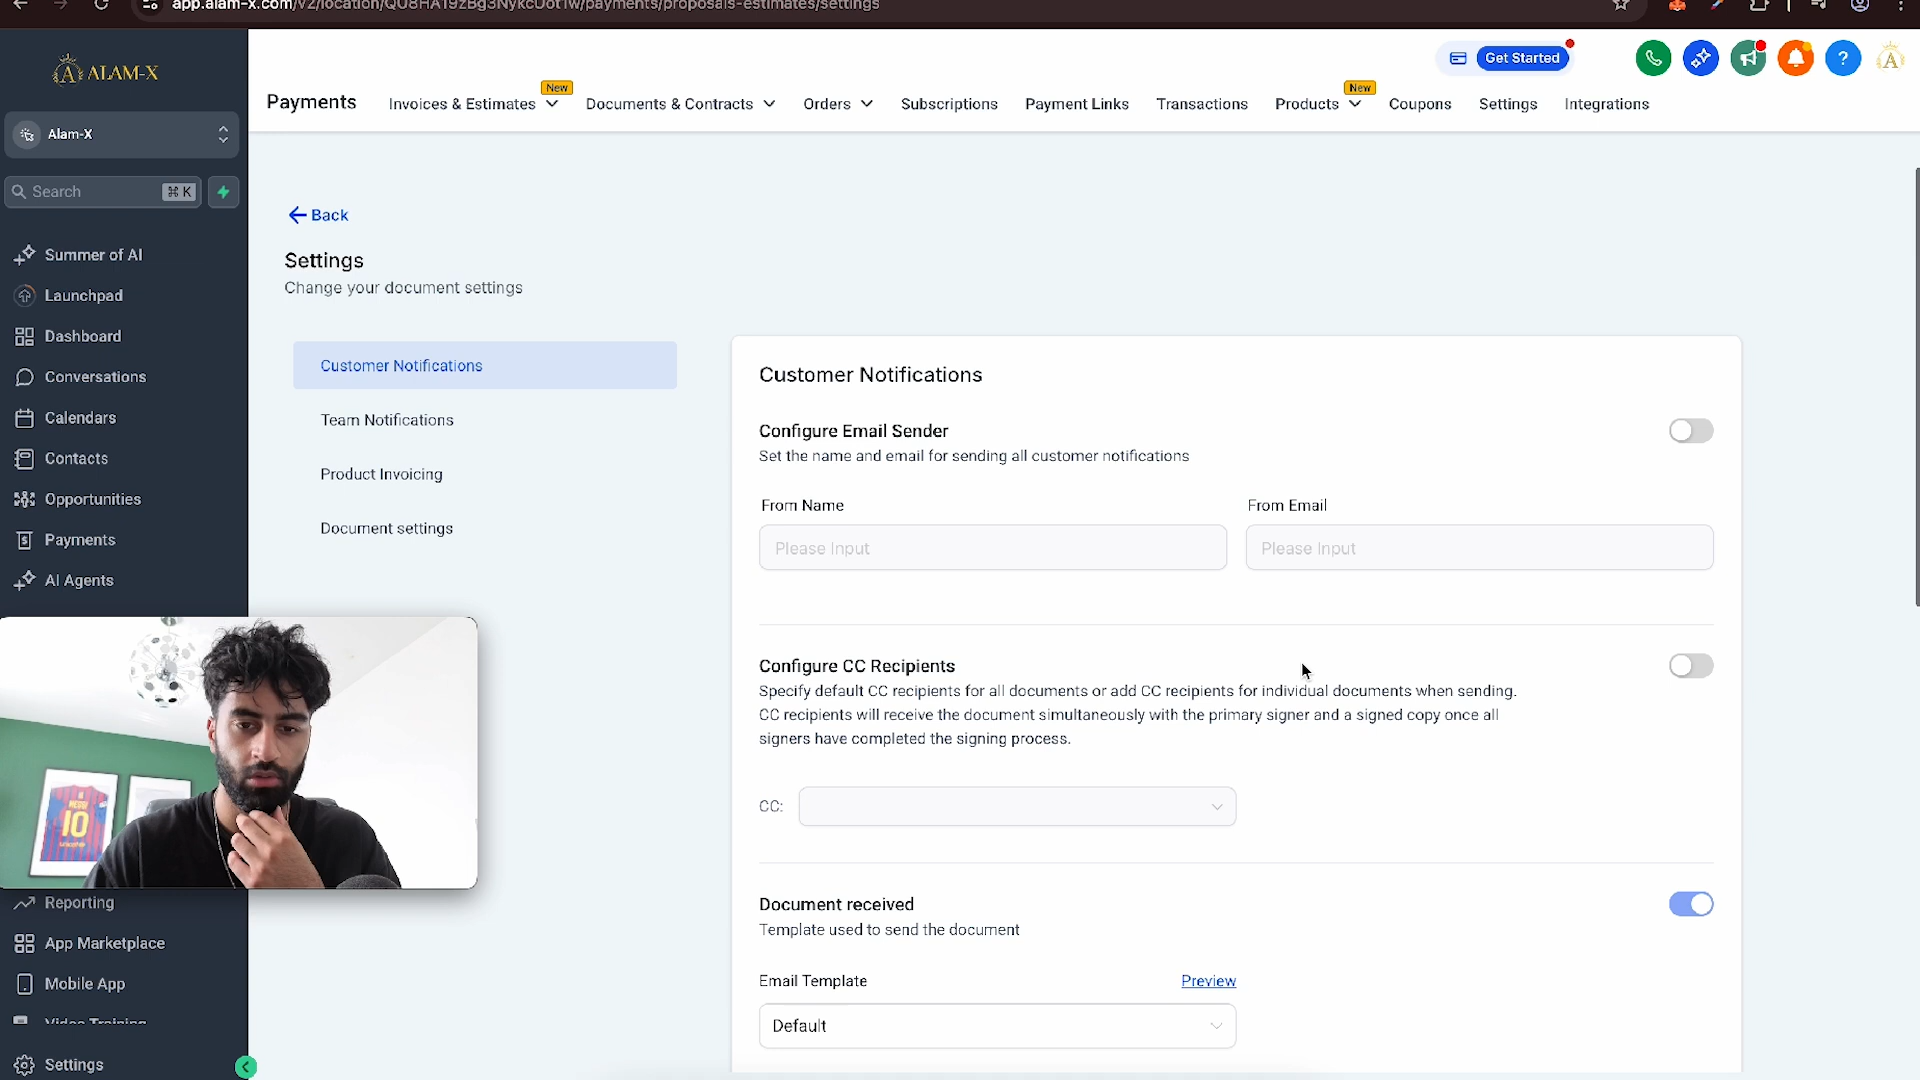 app.alam-x.com/v2/location/QU8HAT9zBg3NykcUot1w/payments/proposals-estimates/settings
ALAM-X
Get Started
?
A
Alam-X
Payments
Invoices & Estimates
New
Documents & Contracts
Orders
Subscriptions
Payment Links
Transactions
Products
New
Coupons
Settings
Integrations
Search
⌘ K
Back
Settings
Change your document settings
Summer of AI
Launchpad
Dashboard
Conversations
Calendars
Contacts
Opportunities
Payments
AI Agents
Reporting
App Marketplace
Mobile App
Video Training
Settings
Customer Notifications
Team Notifications
Product Invoicing
Document settings
Customer Notifications
Configure Email Sender
Set the name and email for sending all customer notifications
From Name
From Email
Please Input
Please Input
Configure CC Recipients
Specify default CC recipients for all documents or add CC recipients for individual documents when sending.
CC recipients will receive the document simultaneously with the primary signer and a signed copy once all
signers have completed the signing process.
CC:
Document received
Template used to send the document
Email Template
Preview
Default
MESSI
10